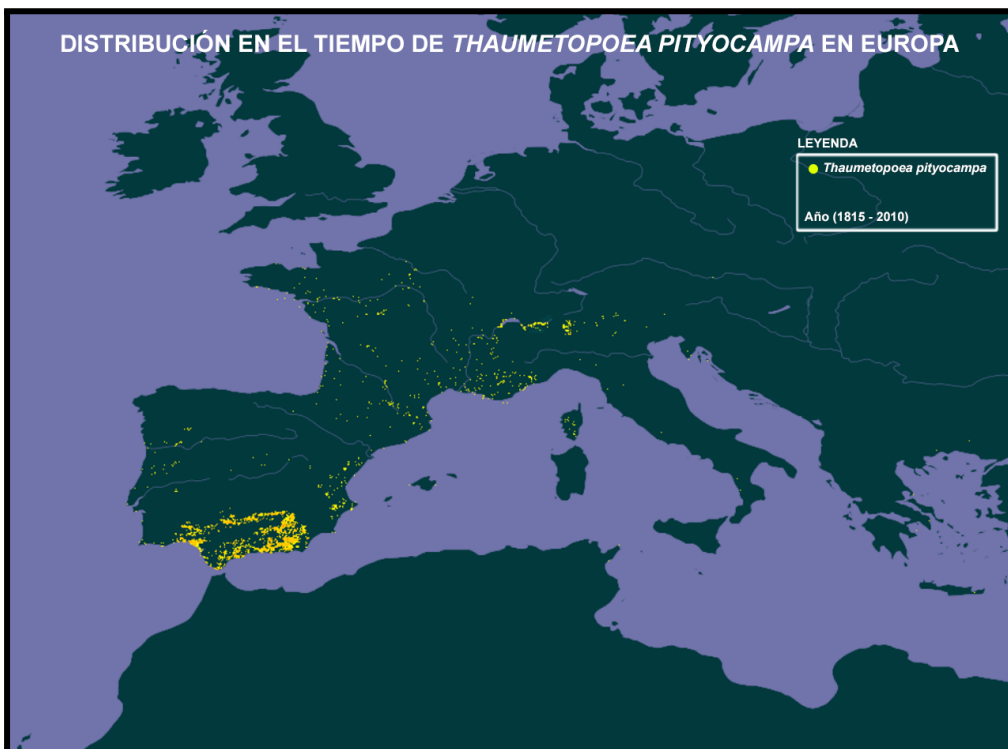 DISTRIBUCIÓN EN EL TIEMPO DE THAUMETOPOEA PITYOCAMPA EN EUROPA
LEYENDA
Thaumetopoea pityocampa
Año (1815 - 2010)